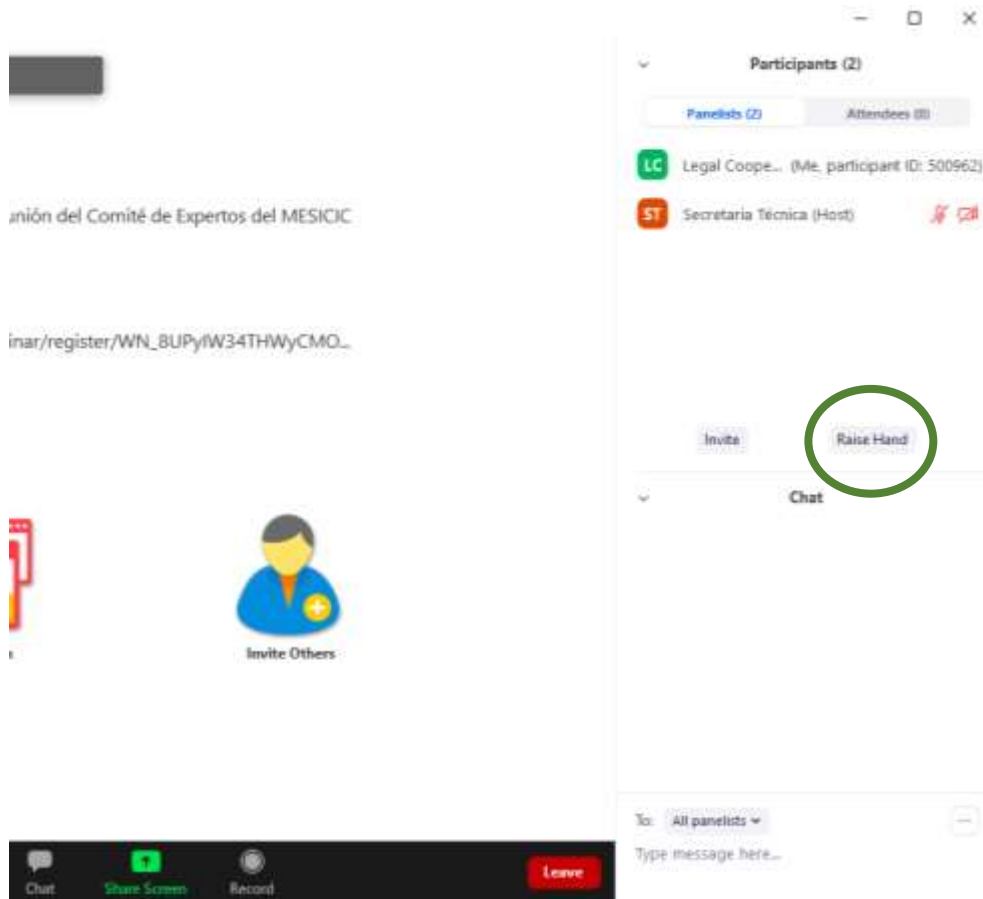 Participants (2)
Panelists (2)
Attendees (0)
LC
Legal Coope... (Me, participant ID: 500962)
ST
Secretaria Técnica (Host)
unión del Comité de Expertos del MESICIC
inar/register/WN_8UPyIW34THWyCMO...
Invite
Raise Hand
Chat
Invite Others
To: All panelists
Type message here...
Chat
Share Screen
Record
Leave